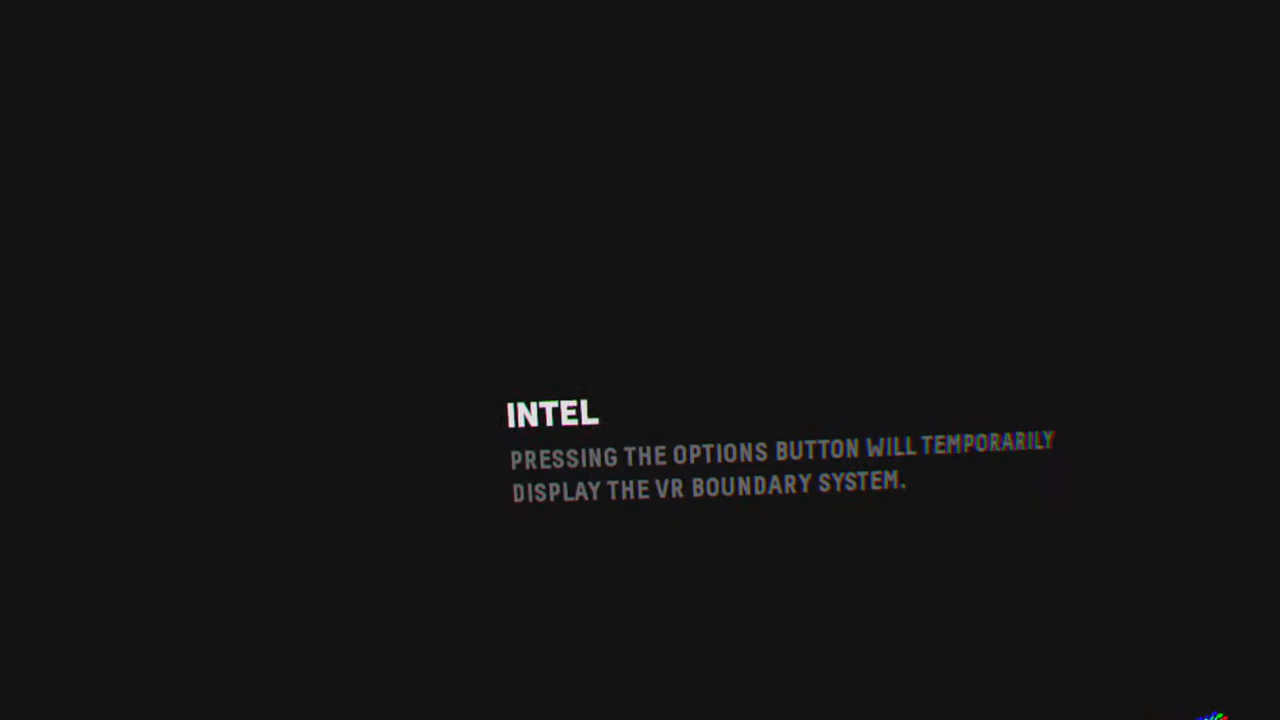 INTEL
PRESSING THE OPTIONS BUTTON WILL TEMPORARILY
DISPLAY THE VR BOUNDARY SYSTEM.